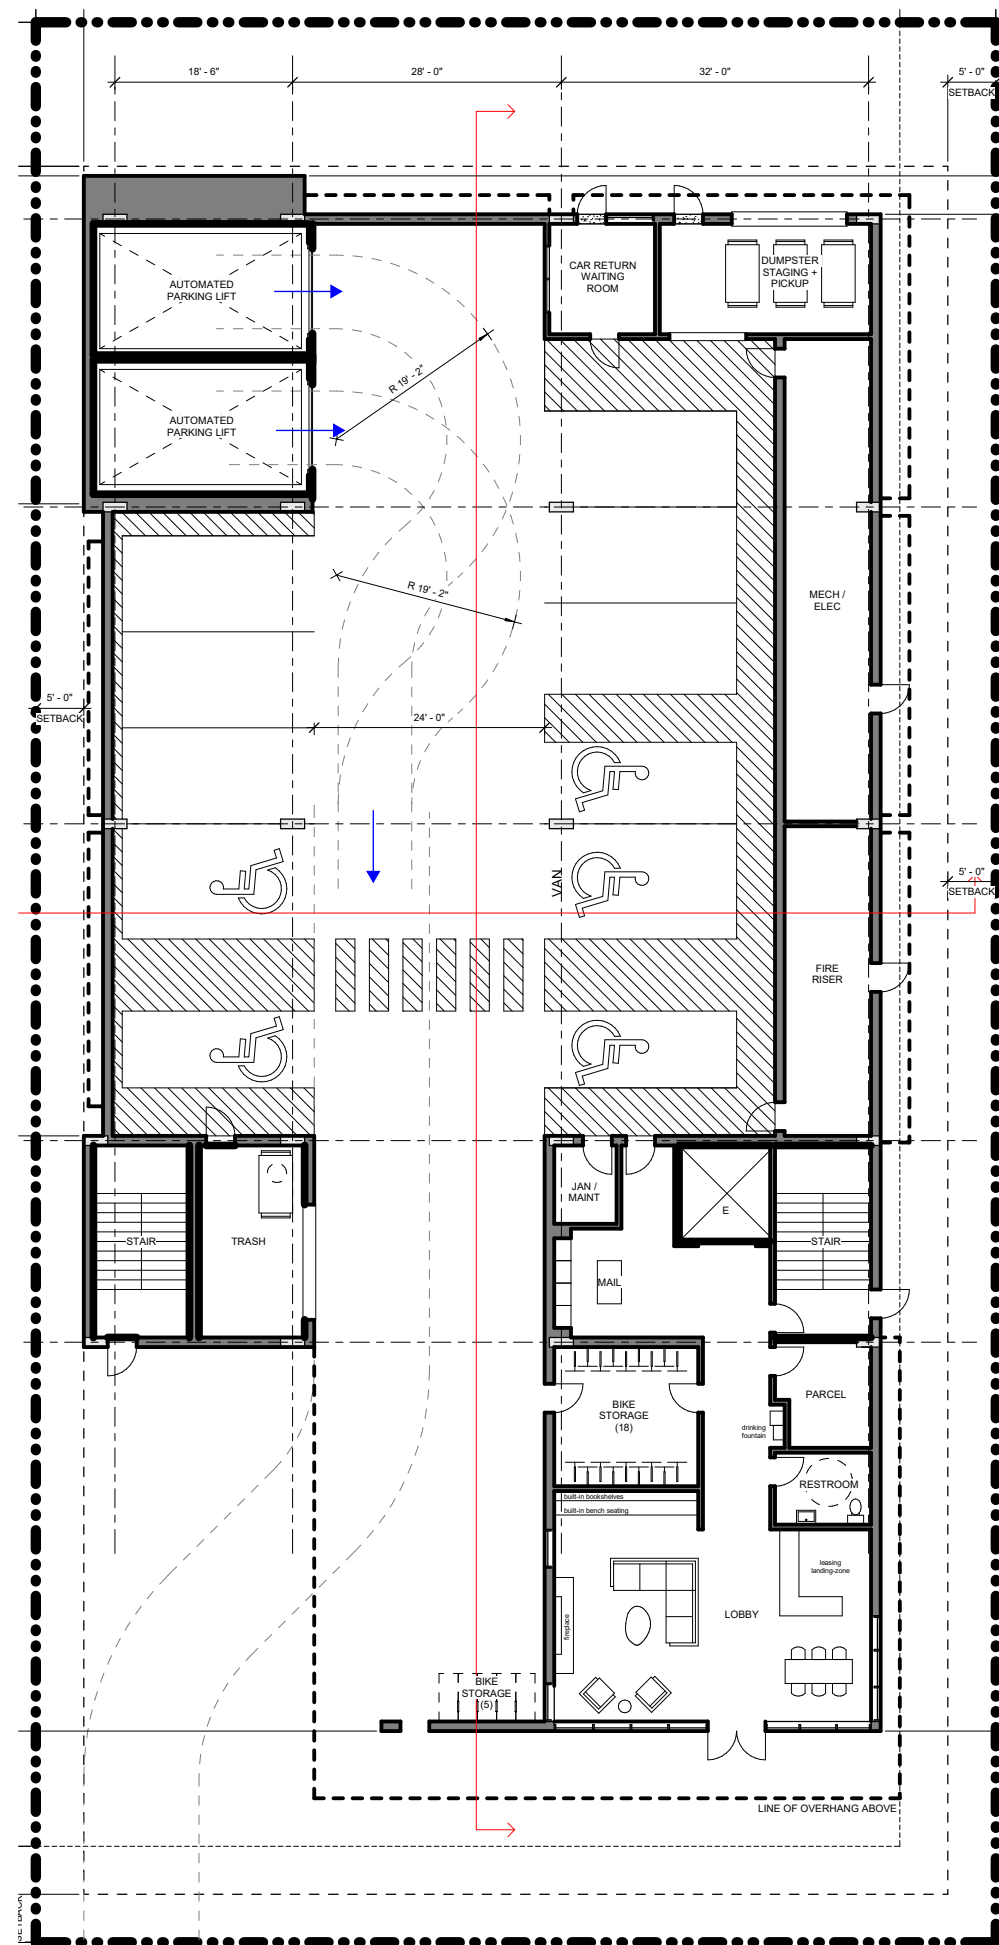 18' - 6"
28' - 0"
32' - 0"
5' - 0"
SETBACK
AUTOMATED
PARKING LIFT
CAR RETURN
WAITING
ROOM
DUMPSTER
STAGING +
PICKUP
R 19' - 2"
AUTOMATED
PARKING LIFT
R 19' - 2"
MECH /
ELEC
5' - 0"
SETBACK
24' - 0"
VAN
5' - 0"
SETBACK
FIRE
RISER
JAN /
MAINT
E
STAIR
TRASH
STAIR
MAIL
PARCEL
BIKE
STORAGE
(18)
drinking
fountain
RESTROOM
built-in bookshelves
built-in bench seating
leasing
landing-zone
fireplace
LOBBY
BIKE
STORAGE
(5)
LINE OF OVERHANG ABOVE